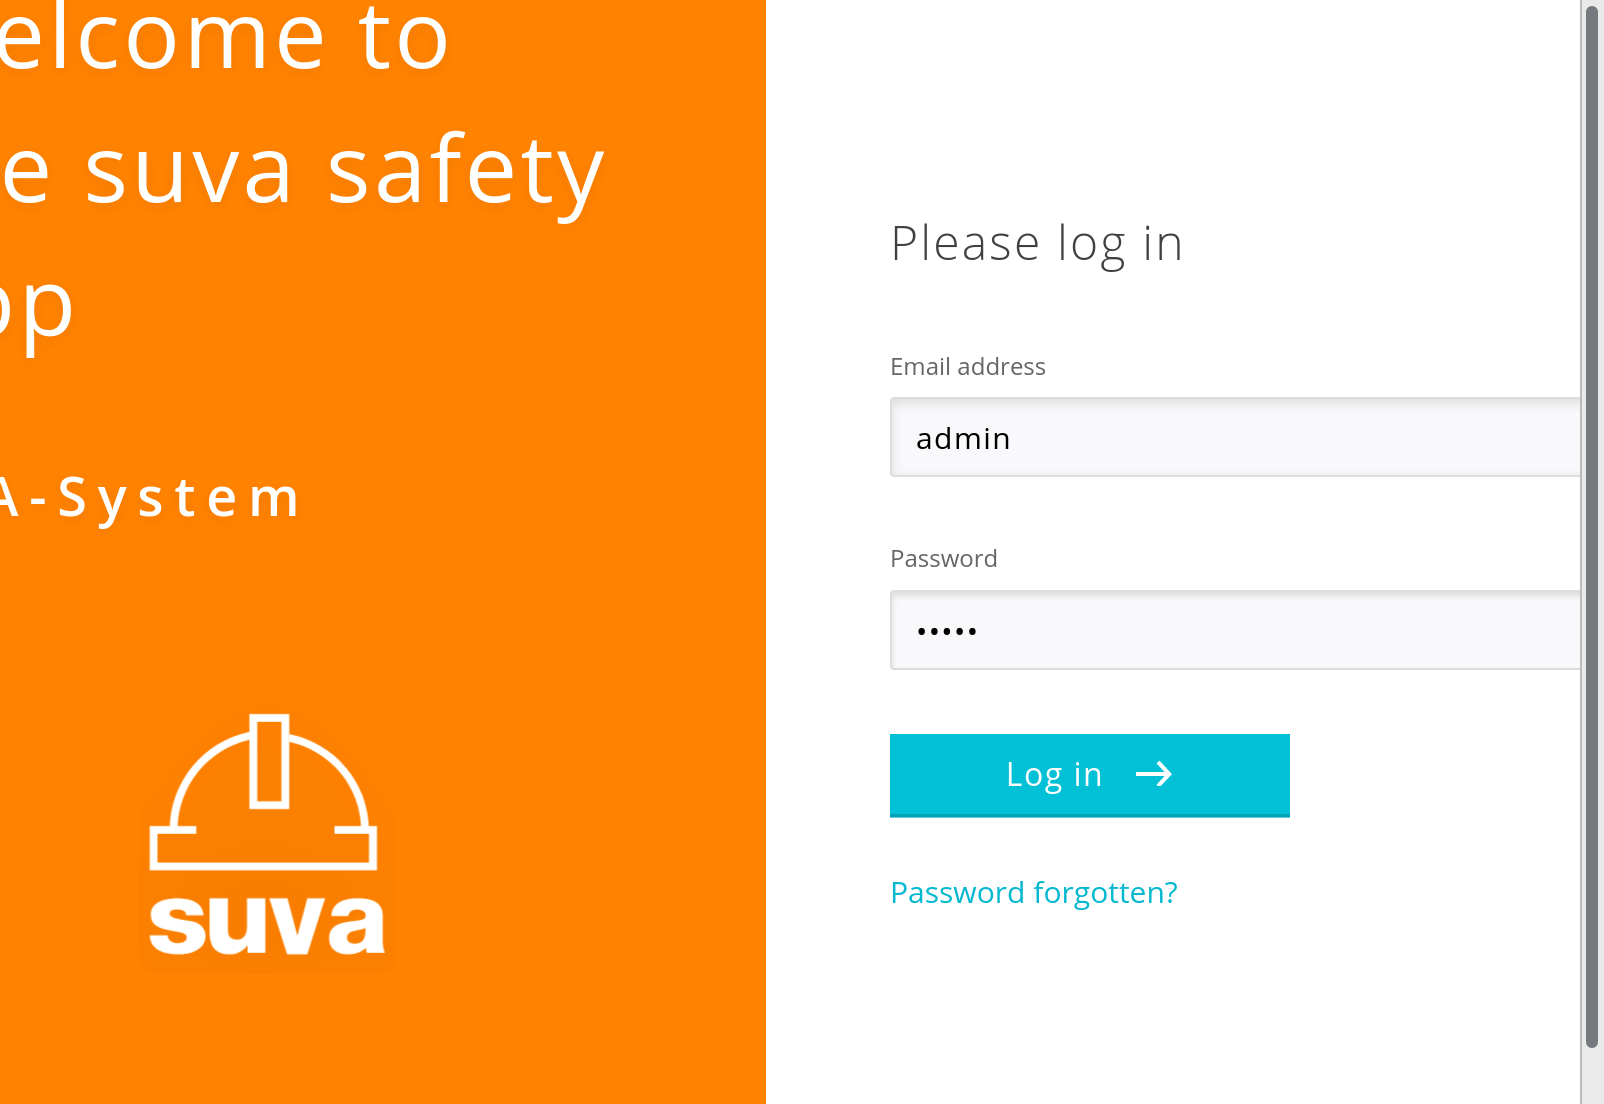 elcome to
e suva safety
pp
A-System
suva
Please log in
Email address
admin
Password
•••••
Log in →
Password forgotten?